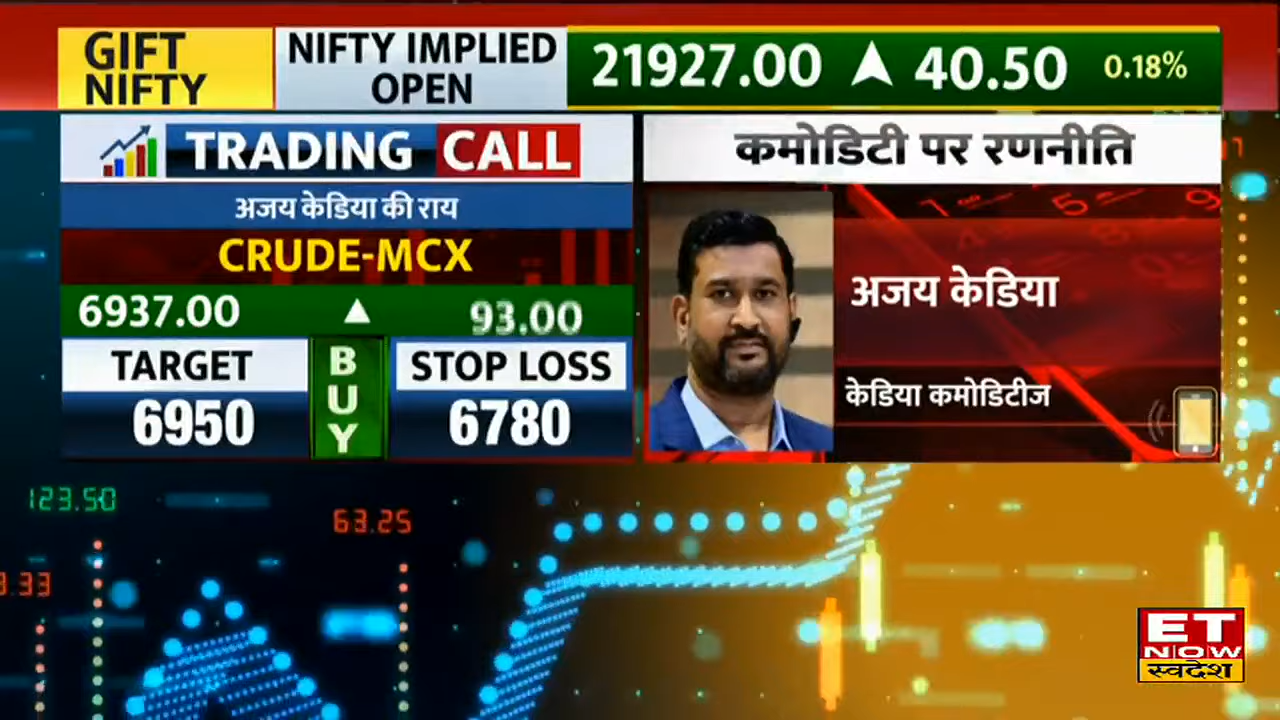 GIFT
NIFTY
NIFTY IMPLIED
OPEN
21927.00 ▲ 40.50 0.18%
TRADING CALL
अजय केडिया की राय
CRUDE-MCX
6937.00 ▲ 93.00
TARGET
6950
BUY
STOP LOSS
6780
कमोडिटी पर रणनीति
अजय केडिया
केडिया कमोडिटीज
123.50
63.25
3.33
ET
NOW
स्वदेश